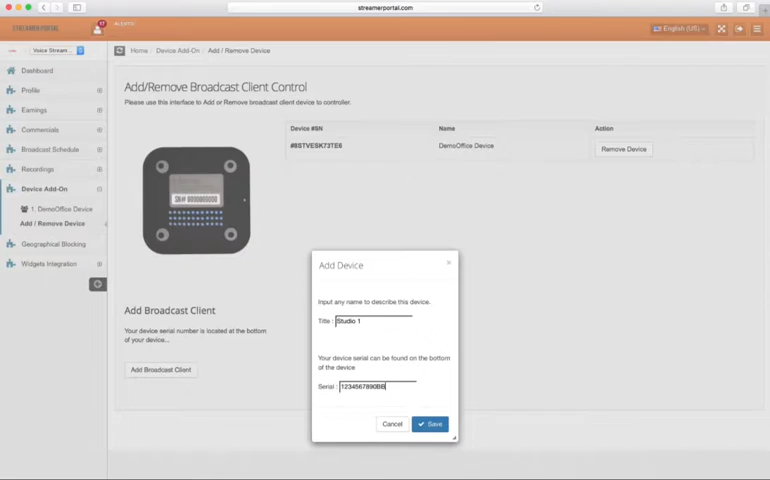 streamerportal.com
STREAMERPORTAL
17
ALERTS
English (US)
Voice Stream ...
Home
Device Add-On
Add / Remove Device
Dashboard
Profile
Earnings
Commercials
Broadcast Schedule
Recordings
Device Add-On
1. DemoOffice Device
Add / Remove Device
Geographical Blocking
Widgets Integration
Add/Remove Broadcast Client Control
Please use this interface to Add or Remove broadcast client device to controller.
Device #SN Name Action
#8STVESK73TE6 DemoOffice Device Remove Device
SN# 0000000000
Add Broadcast Client
Your device serial number is located at the bottom
of your device...
Add Broadcast Client
Add Device ×
Input any name to describe this device.
Title : Studio 1
Your device serial can be found on the bottom
of the device
Serial : 1234567890BB
Cancel Save